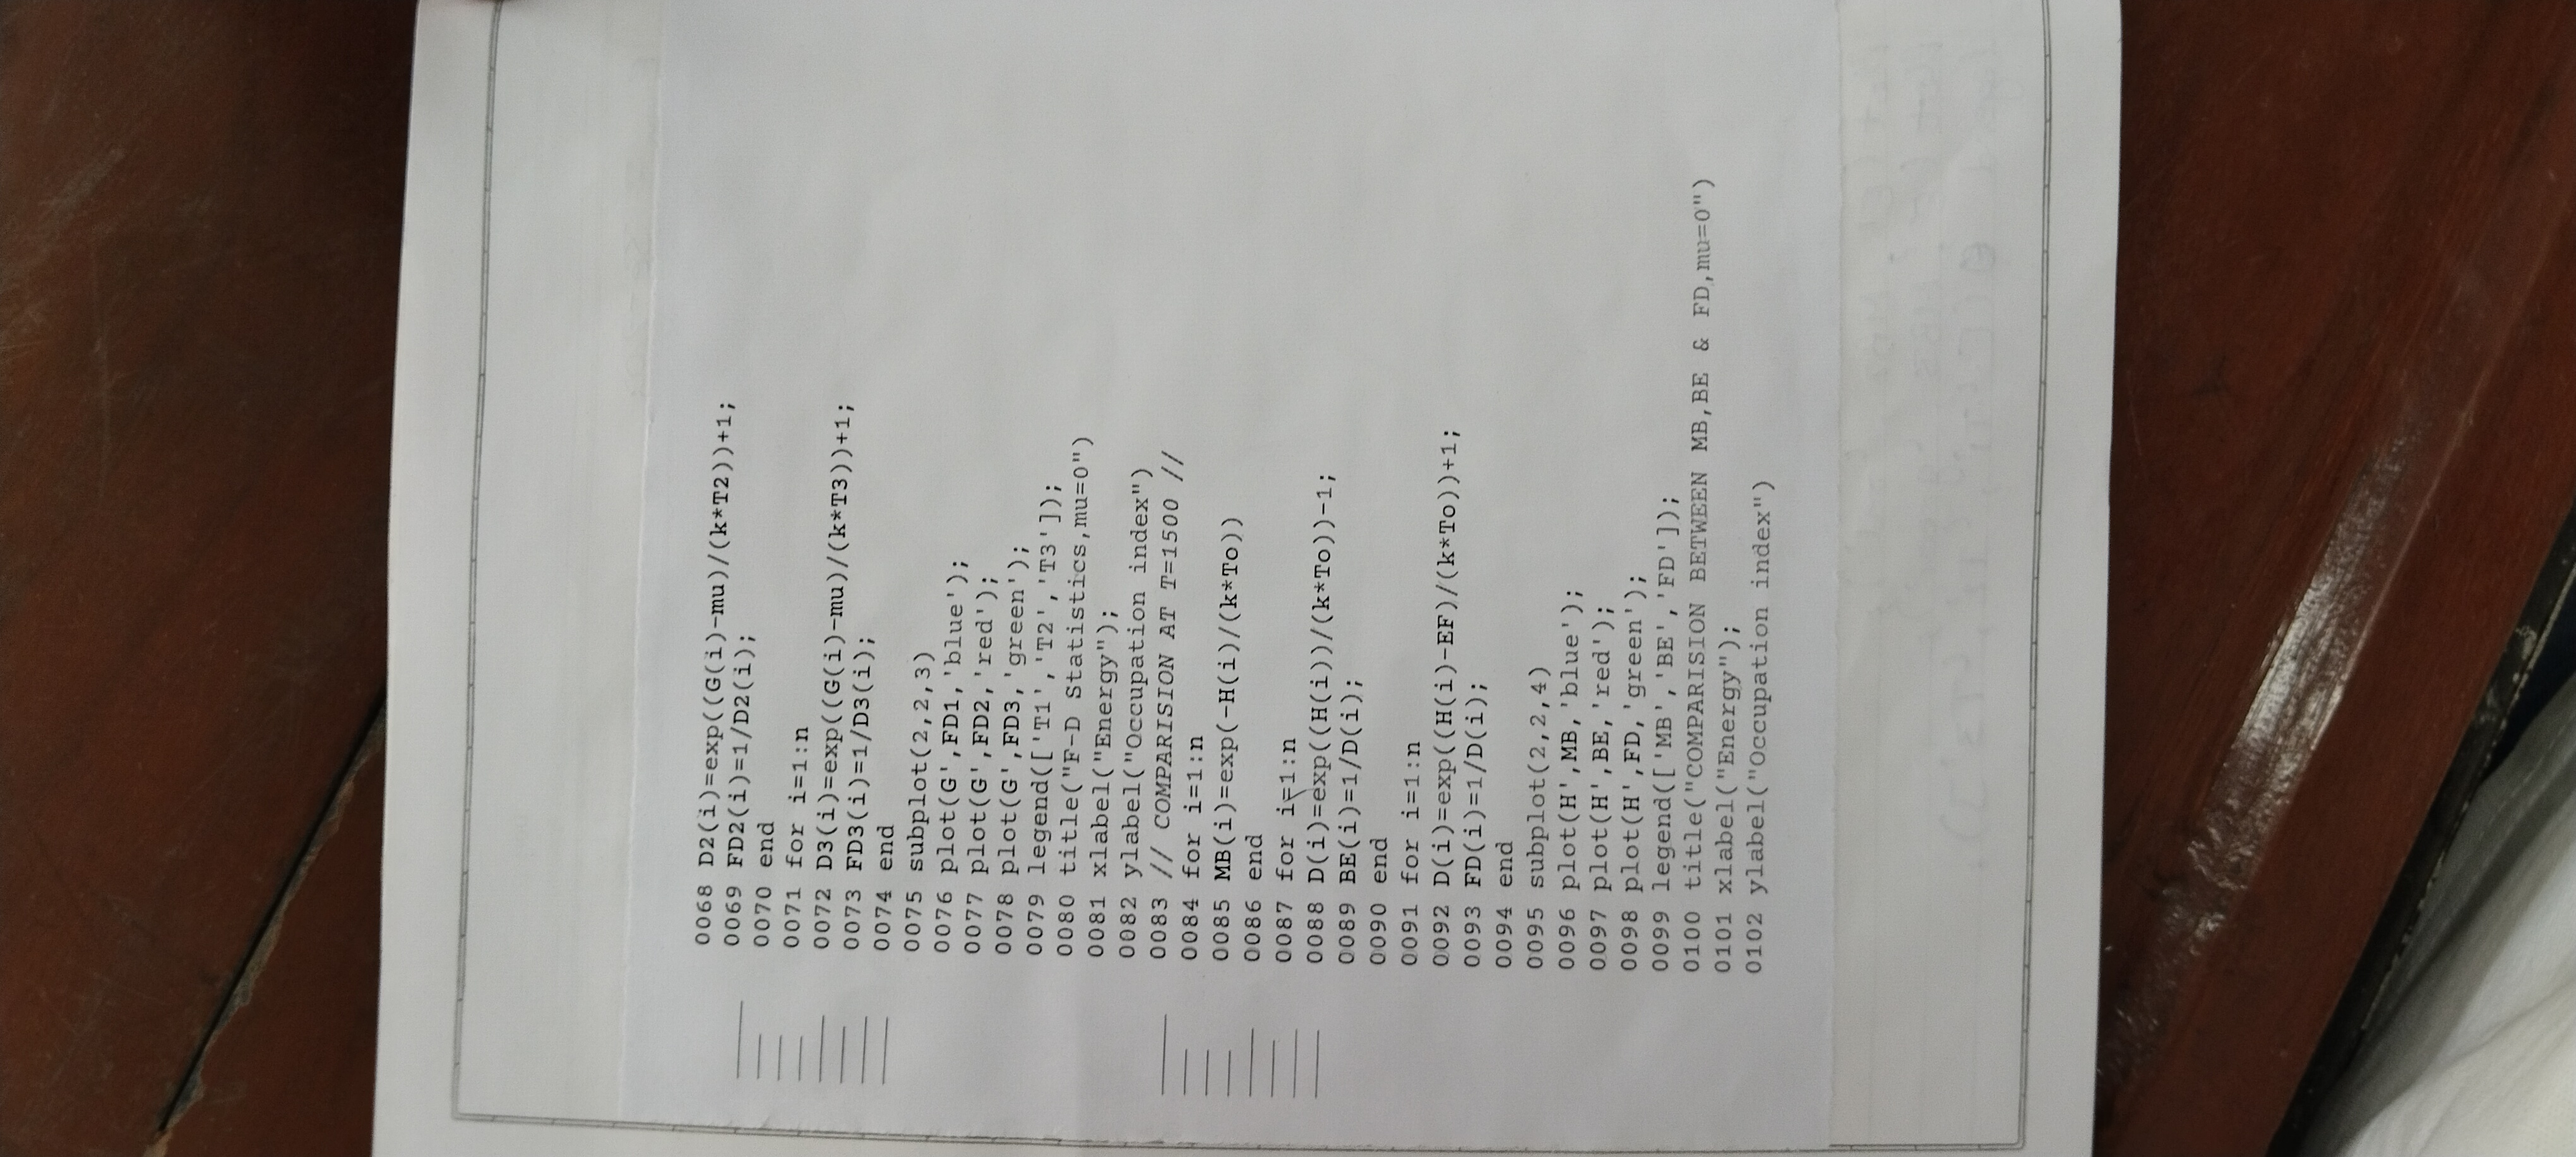 0068 D2(i)=exp((G(i)-mu)/(k*T2))+1;
0069 FD2(i)=1/D2(i);
0070 end
0071 for i=1:n
0072 D3(i)=exp((G(i)-mu)/(k*T3))+1;
0073 FD3(i)=1/D3(i);
0074 end
0075 subplot(2,2,3)
0076 plot(G',FD1,'blue');
0077 plot(G',FD2,'red');
0078 plot(G',FD3,'green');
0079 legend(['T1','T2','T3']);
0080 title("F-D Statistics,mu=0")
0081 xlabel("Energy");
0082 ylabel("Occupation index")
0083 // COMPARISION AT T=1500 //
0084 for i=1:n
0085 MB(i)=exp(-H(i)/(k*To))
0086 end
0087 for i=1:n
0088 D(i)=exp((H(i))/(k*To))-1;
0089 BE(i)=1/D(i);
0090 end
0091 for i=1:n
0092 D(i)=exp((H(i)-EF)/(k*To))+1;
0093 FD(i)=1/D(i);
0094 end
0095 subplot(2,2,4)
0096 plot(H',MB,'blue');
0097 plot(H',BE,'red');
0098 plot(H',FD,'green');
0099 legend(['MB','BE','FD']);
0100 title("COMPARISION BETWEEN MB,BE & FD,mu=0")
0101 xlabel("Energy");
0102 ylabel("Occupation index")